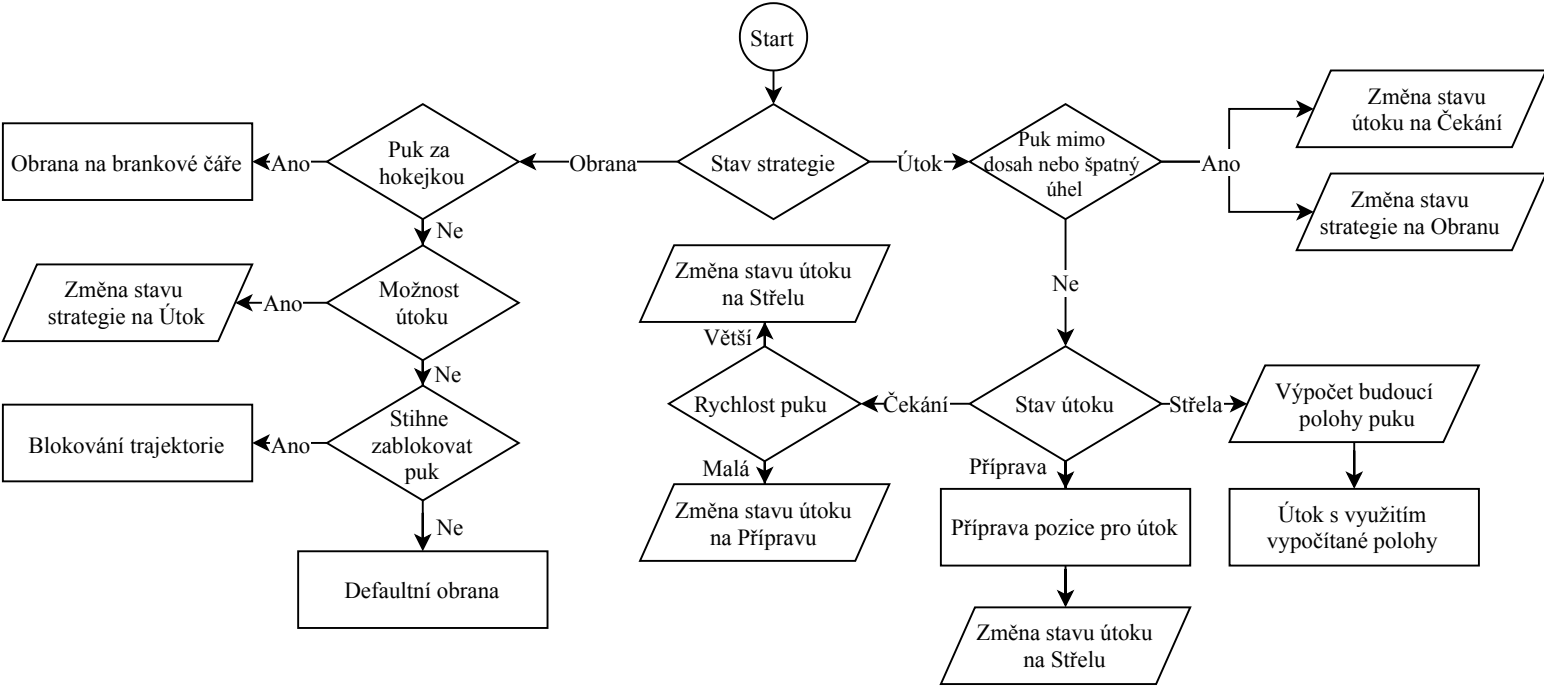 Start
Stav strategie
Obrana
Útok
Puk za
hokejkou
Ano
Obrana na brankové čáře
Ne
Možnost
útoku
Ano
Změna stavu
strategie na Útok
Ne
Stihne
zablokovat
puk
Ano
Blokování trajektorie
Ne
Defaultní obrana
Puk mimo
dosah nebo špatný
úhel
Ano
Změna stavu
útoku na Čekání
Změna stavu
strategie na Obranu
Ne
Stav útoku
Čekání
Rychlost puku
Větší
Změna stavu útoku
na Střelu
Malá
Změna stavu útoku
na Přípravu
Příprava
Příprava pozice pro útok
Změna stavu útoku
na Střelu
Střela
Výpočet budoucí
polohy puku
Útok s využitím
vypočítané polohy